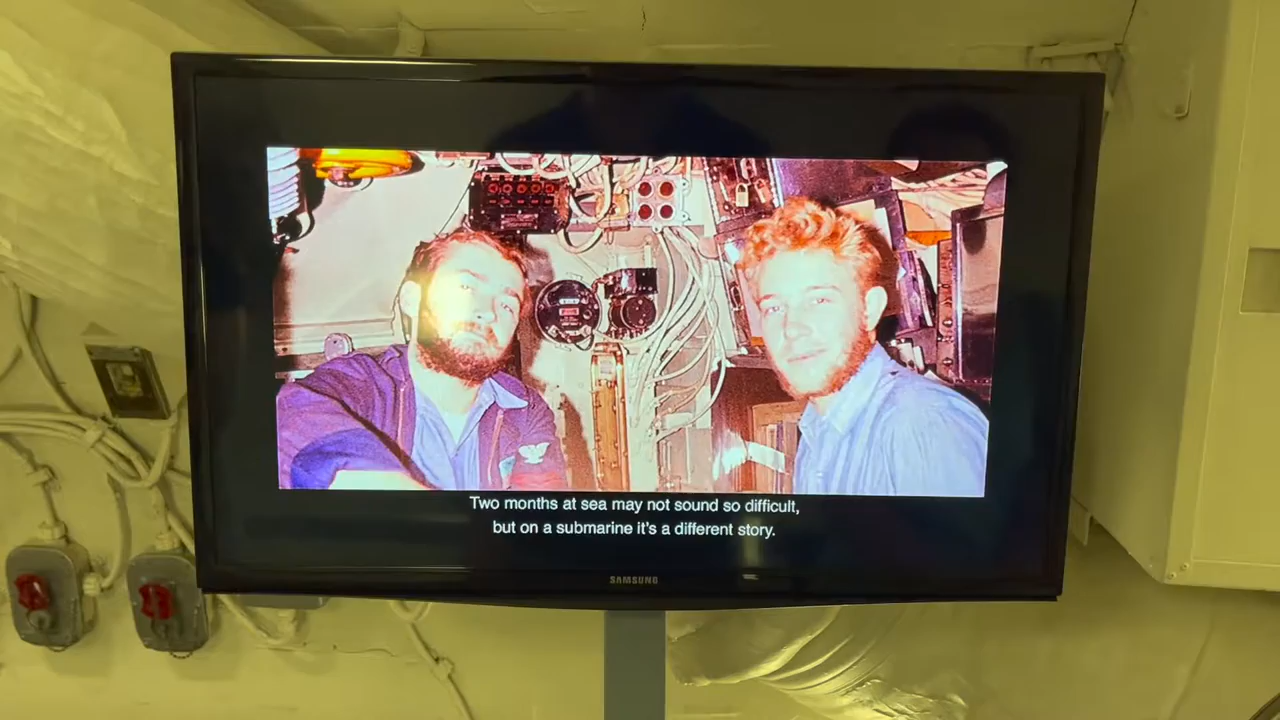 Two months at sea may not sound so difficult,
but on a submarine it's a different story.
SAMSUNG